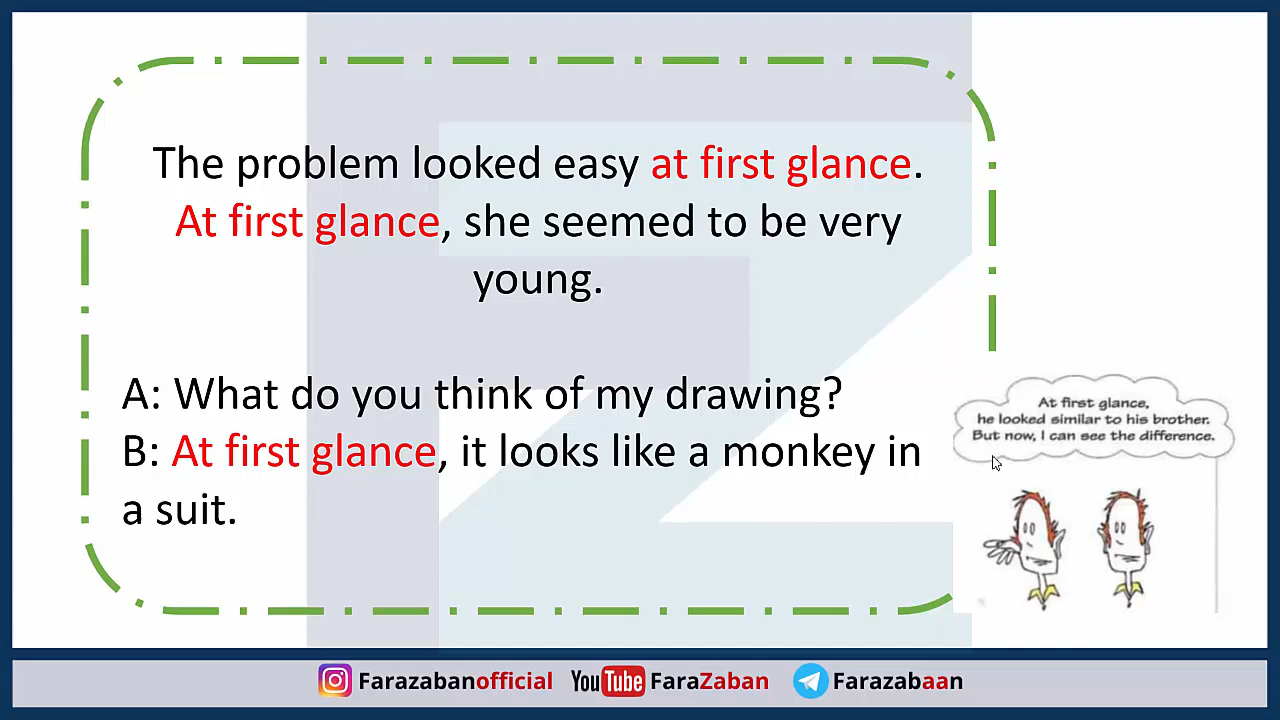 The problem looked easy at first glance.
At first glance, she seemed to be very
young.
A: What do you think of my drawing?
B: At first glance, it looks like a monkey in
a suit.
At first glance,
he looked similar to his brother.
But now, I can see the difference.
Farazabanofficial YouTube FaraZaban Farazabaan